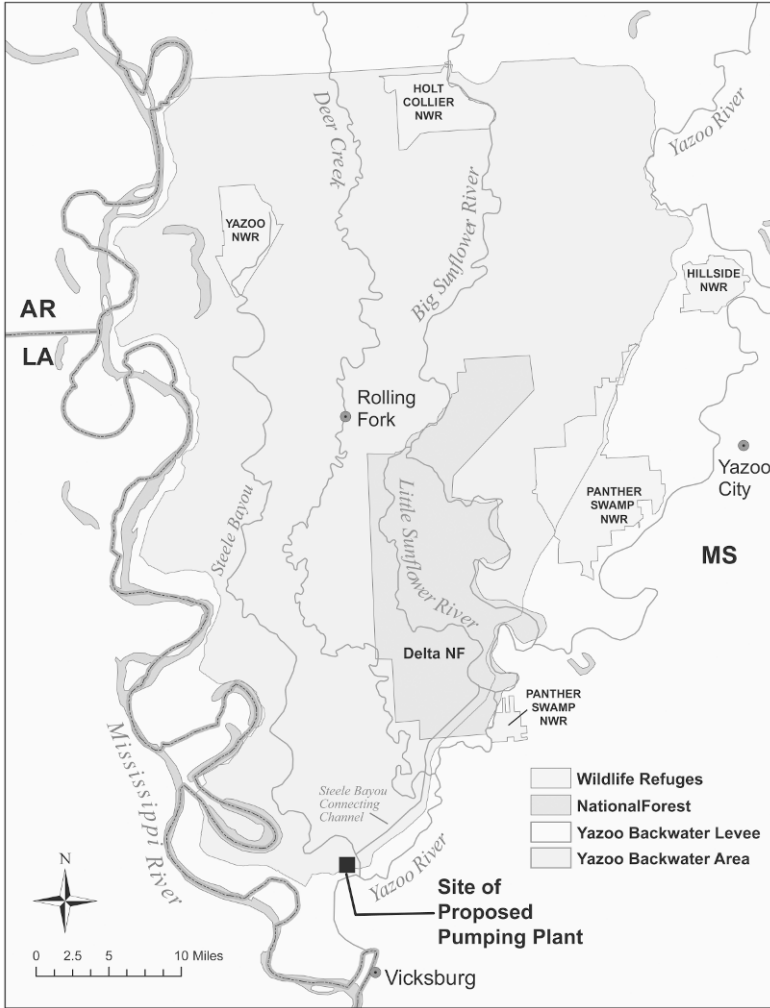 HOLT
COLLIER
NWR
Deer Creek
Yazoo River
Big Sunflower River
YAZOO
NWR
HILLSIDE
NWR
AR
LA
Rolling
Fork
Yazoo
City
Steele Bayou
Little Sunflower River
PANTHER
SWAMP
NWR
MS
Delta NF
PANTHER
SWAMP
NWR
Mississippi River
Steele Bayou
Connecting
Channel
Wildlife Refuges
NationalForest
Yazoo Backwater Levee
Yazoo Backwater Area
Yazoo River
N
Site of
Proposed
Pumping Plant
0 2.5 5 10 Miles
Vicksburg